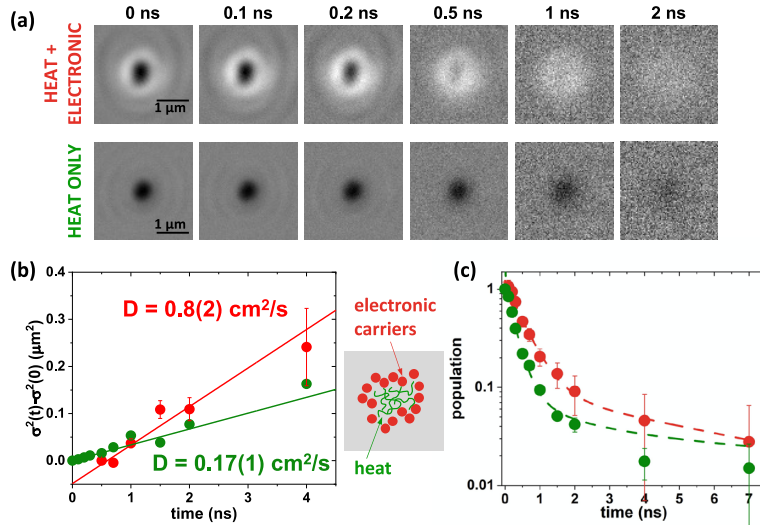 (a)
0 ns 0.1 ns 0.2 ns 0.5 ns 1 ns 2 ns
HEAT +
ELECTRONIC
1 µm
HEAT ONLY
1 µm
(b)
0.4
0.3
0.2
0.1
0.0
σ²(t)-σ²(0) (µm²)
D = 0.8(2) cm²/s
D = 0.17(1) cm²/s
0 1 2 3 4
time (ns)
electronic
carriers
heat
(c)
1
0.1
0.01
population
0 1 2 3 4 5 6 7
time (ns)